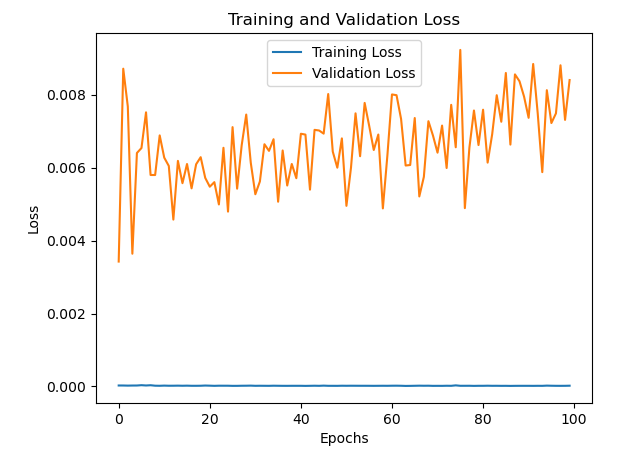 Training and Validation Loss
Training Loss
Validation Loss
0.008
0.006
0.004
0.002
0.000
Loss
0 20 40 60 80 100
Epochs